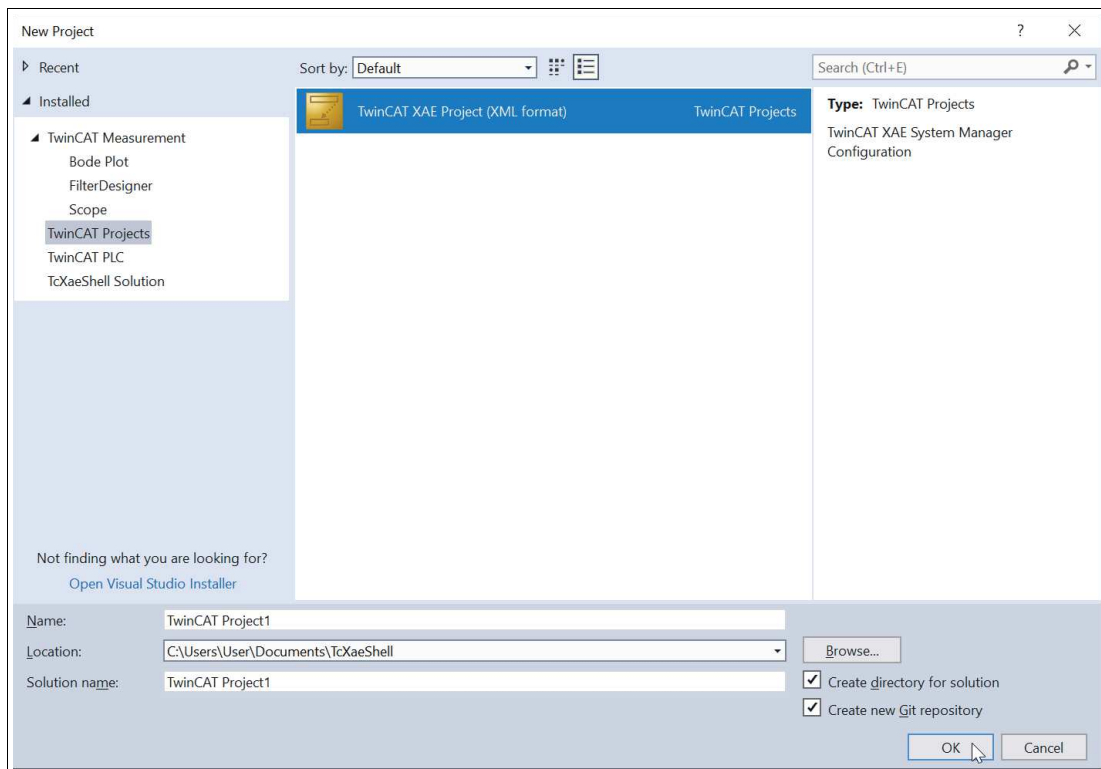 New Project
?
Recent
Installed
TwinCAT Measurement
Bode Plot
FilterDesigner
Scope
TwinCAT Projects
TwinCAT PLC
TcXaeShell Solution
Not finding what you are looking for?
Open Visual Studio Installer
Sort by: Default
TwinCAT XAE Project (XML format) TwinCAT Projects
Search (Ctrl+E)
Type: TwinCAT Projects
TwinCAT XAE System Manager
Configuration
Name: TwinCAT Project1
Location: C:\Users\User\Documents\TcXaeShell Browse...
Solution name: TwinCAT Project1
Create directory for solution
Create new Git repository
OK Cancel